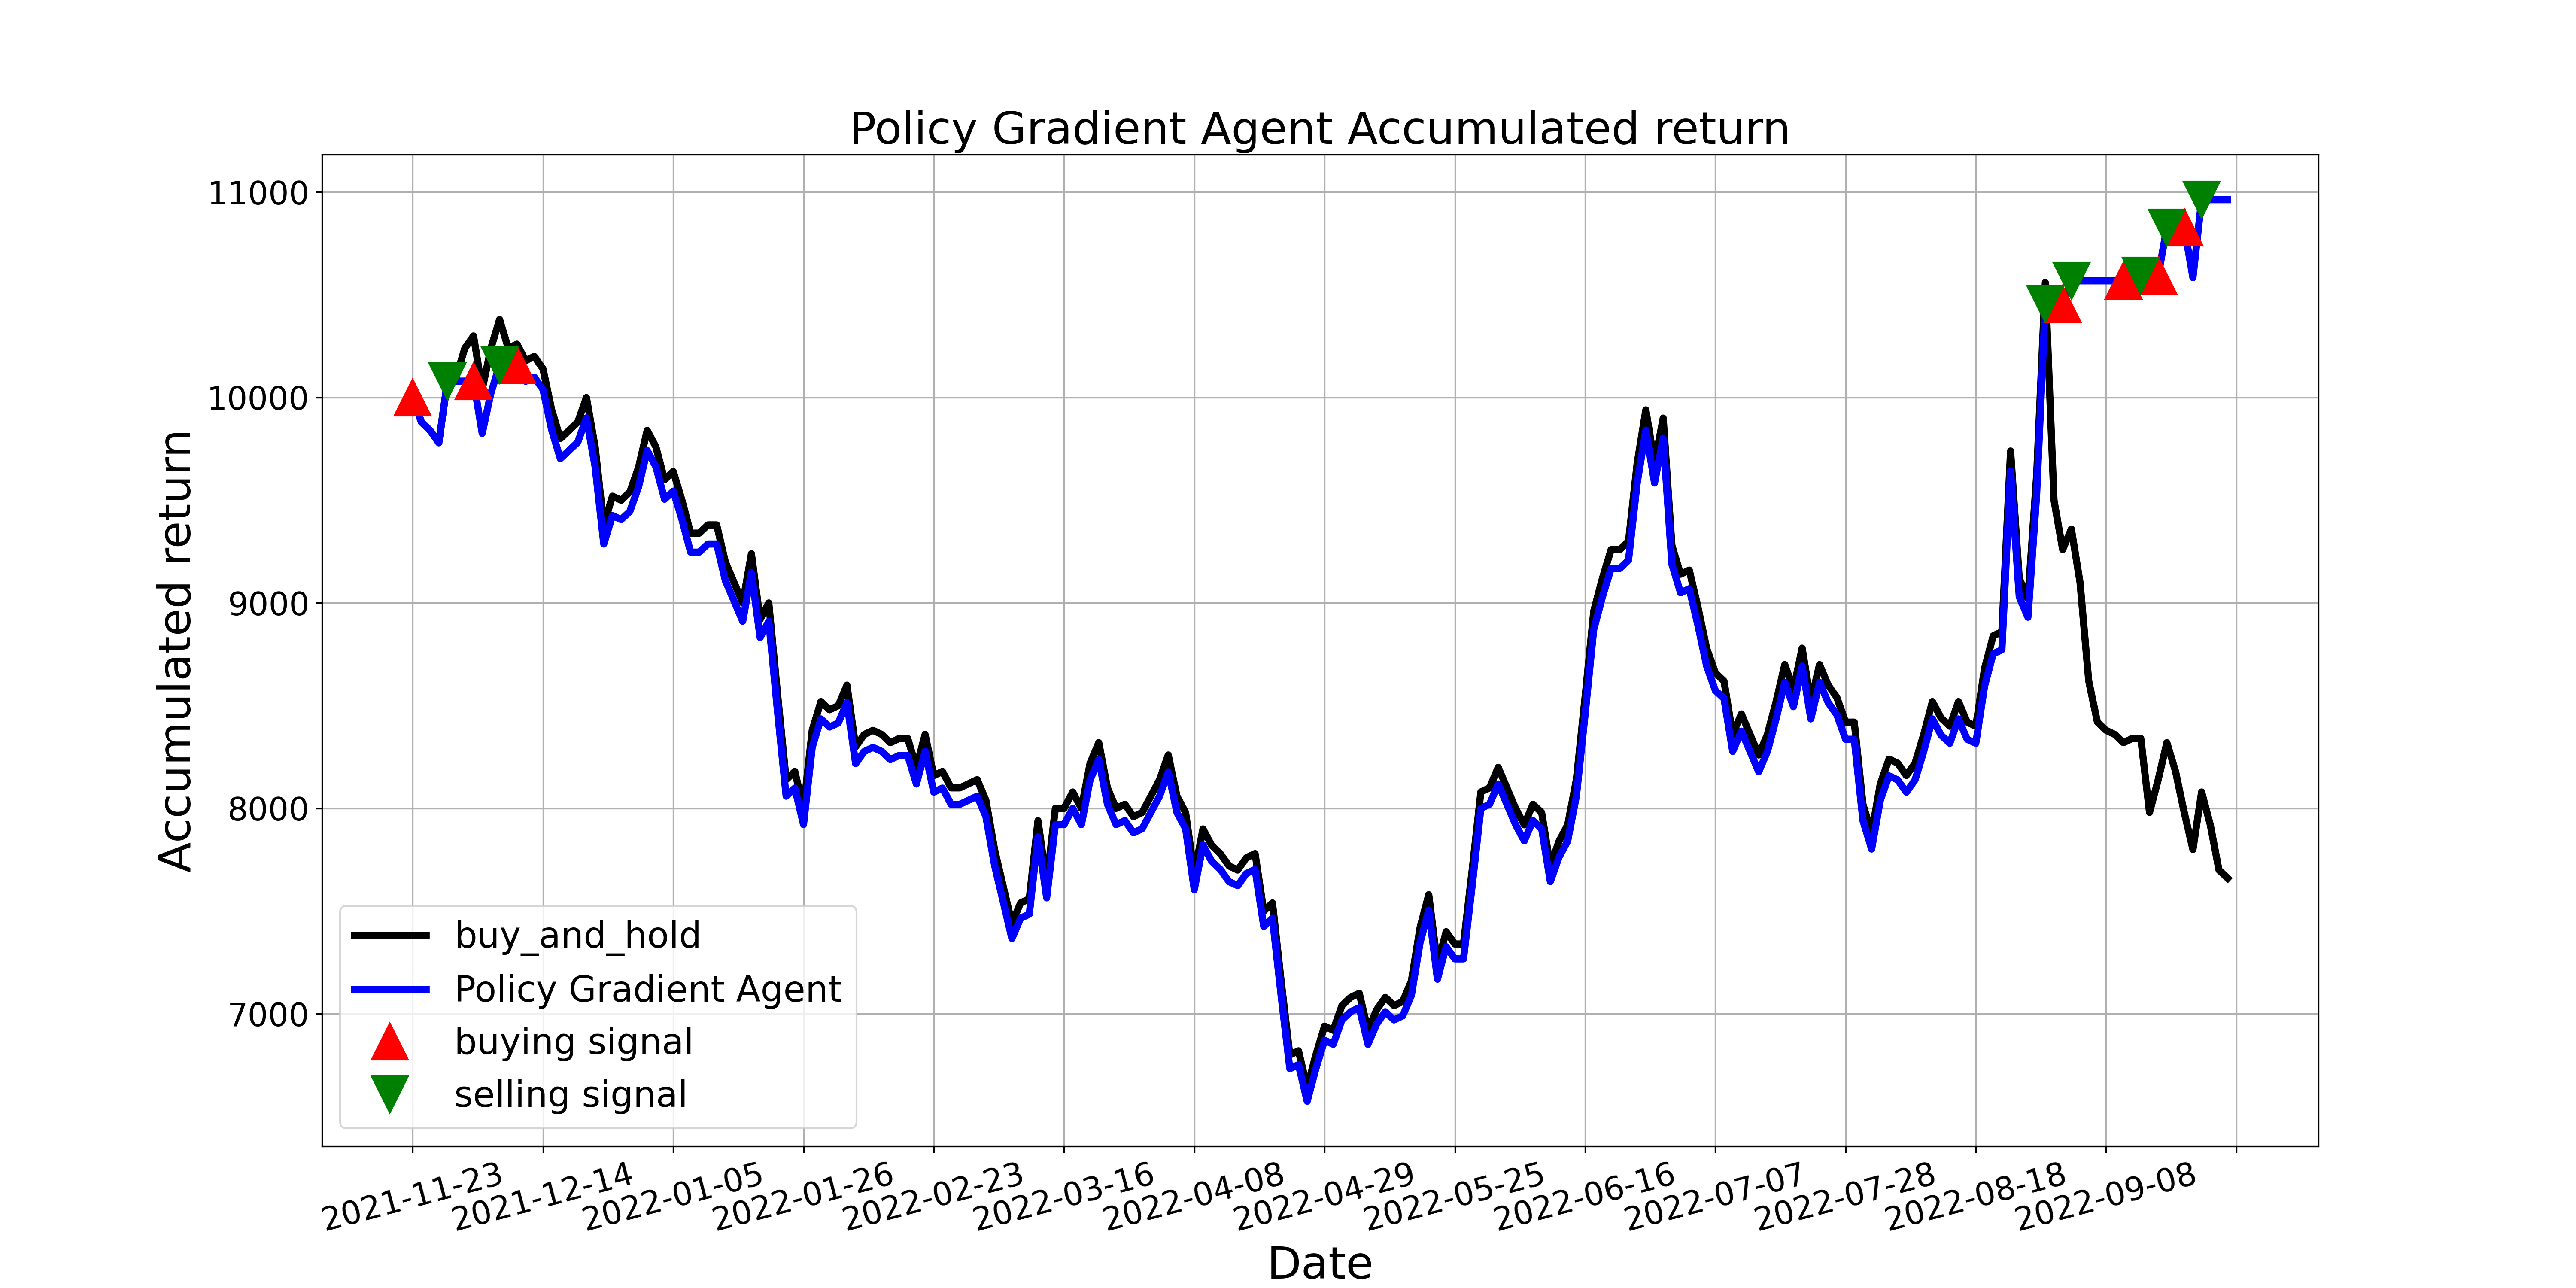 Policy Gradient Agent Accumulated return
11000
10000
9000
8000
7000
Accumulated return
buy_and_hold
Policy Gradient Agent
buying signal
selling signal
2021-11-23
2021-12-14
2022-01-05
2022-01-26
2022-02-23
2022-03-16
2022-04-08
2022-04-29
2022-05-25
2022-06-16
2022-07-07
2022-07-28
2022-08-18
2022-09-08
Date